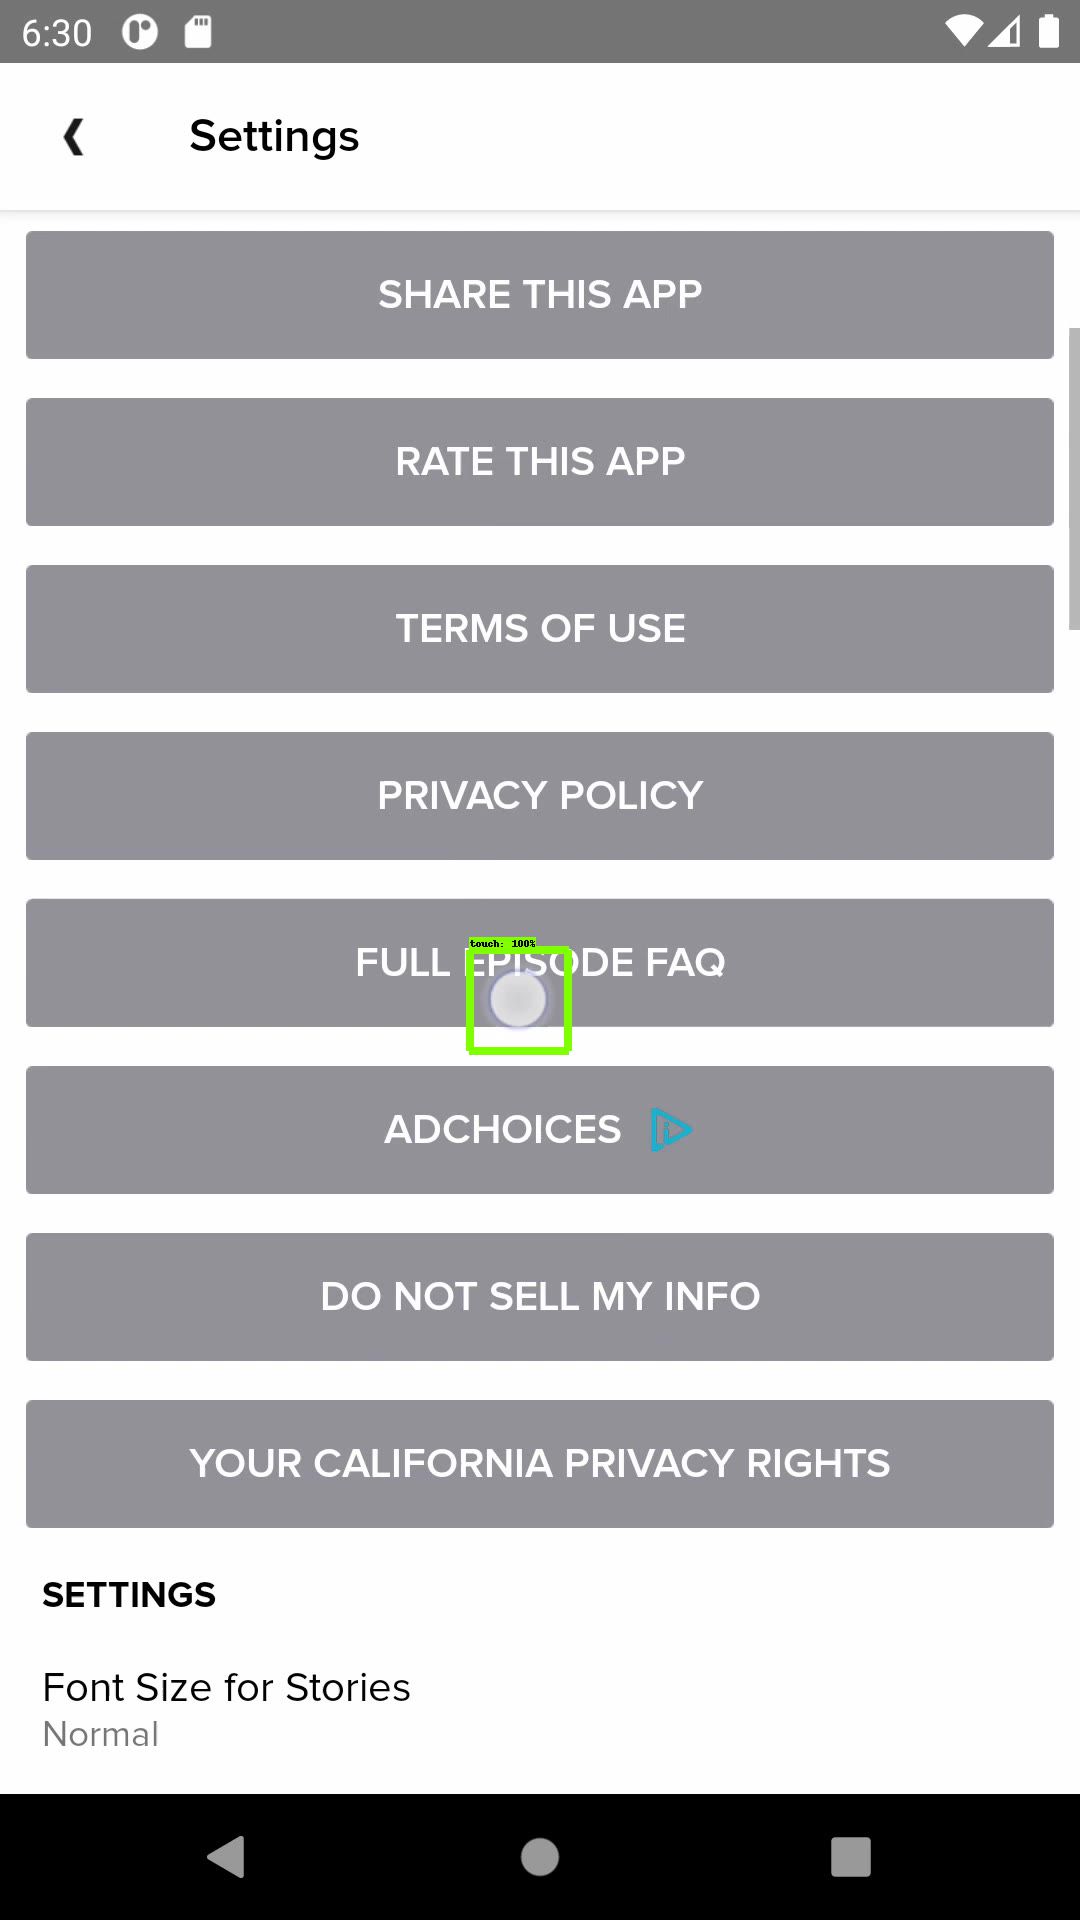 6:30
Settings
SHARE THIS APP
RATE THIS APP
TERMS OF USE
PRIVACY POLICY
touch: 100%
FULL EPISODE FAQ
ADCHOICES
DO NOT SELL MY INFO
YOUR CALIFORNIA PRIVACY RIGHTS
SETTINGS
Font Size for Stories
Normal